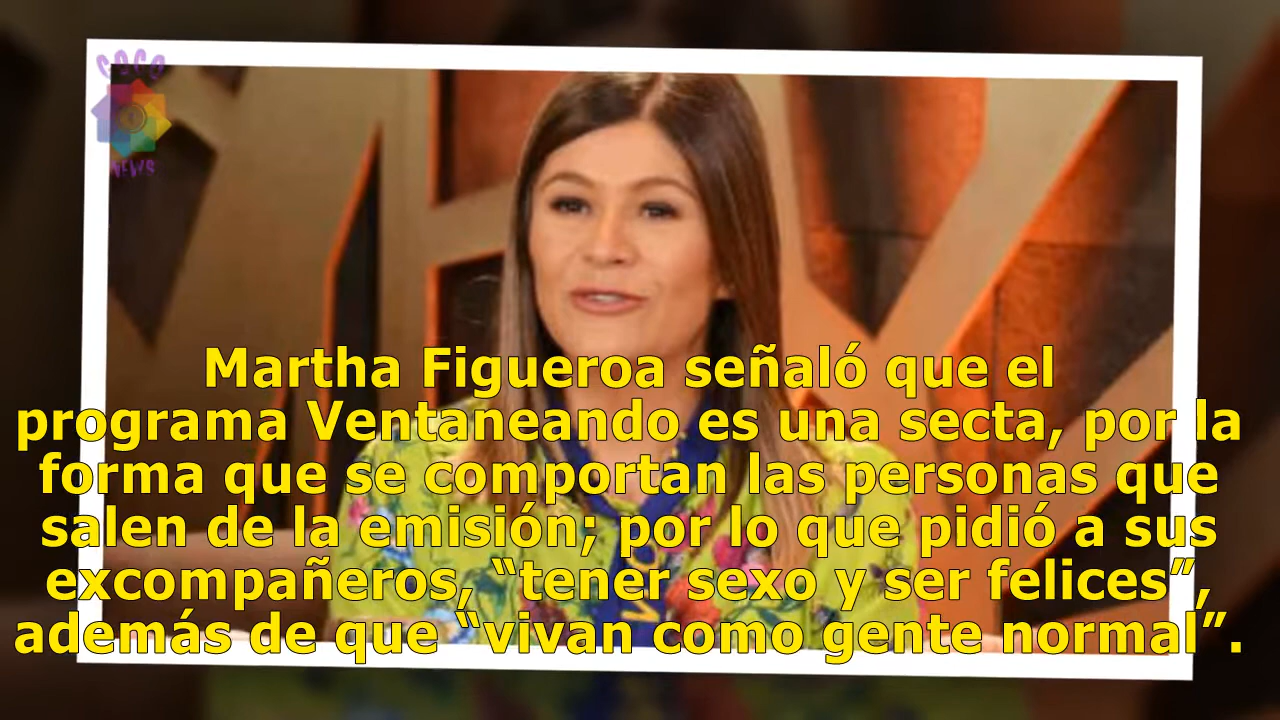 COCO
NEWS
Martha Figueroa señaló que el
programa Ventaneando es una secta, por la
forma que se comportan las personas que
salen de la emisión; por lo que pidió a sus
excompañeros, “tener sexo y ser felices”,
además de que “vivan como gente normal”.